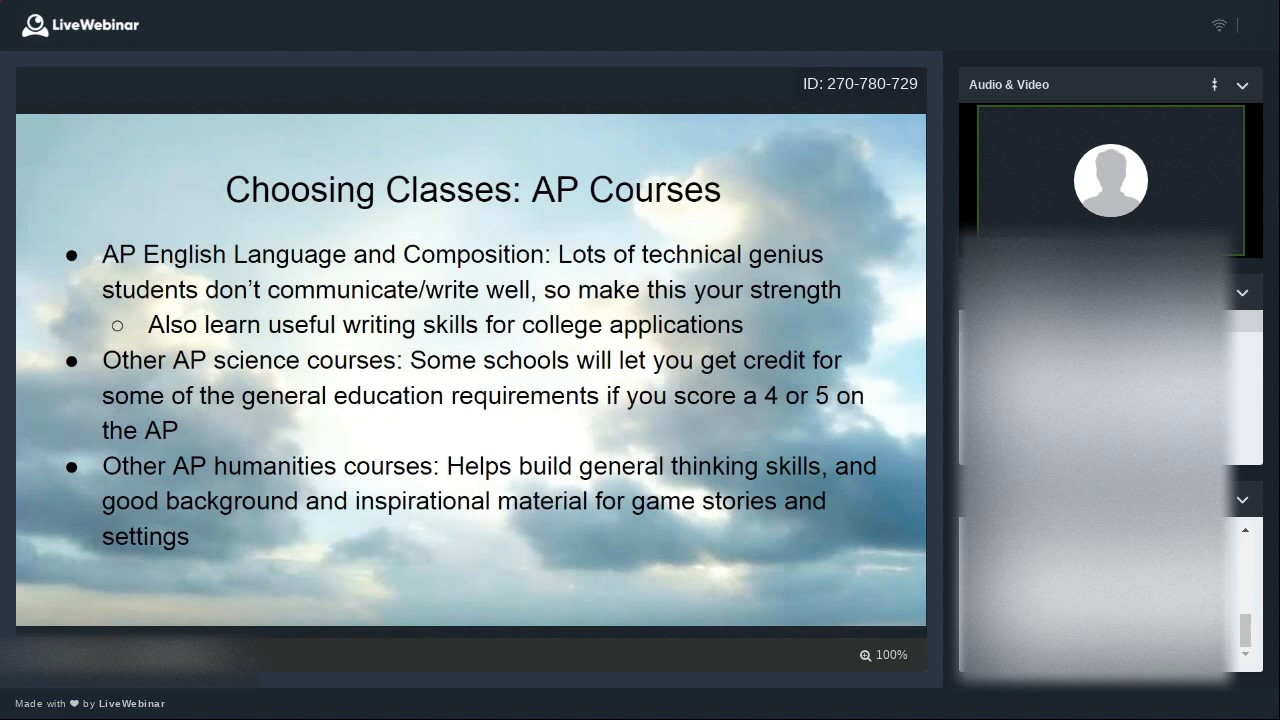 LiveWebinar
ID: 270-780-729
Audio & Video
Choosing Classes: AP Courses
● AP English Language and Composition: Lots of technical genius
students don’t communicate/write well, so make this your strength
○ Also learn useful writing skills for college applications
● Other AP science courses: Some schools will let you get credit for
some of the general education requirements if you score a 4 or 5 on
the AP
● Other AP humanities courses: Helps build general thinking skills, and
good background and inspirational material for game stories and
settings
100%
Made with ❤ by LiveWebinar